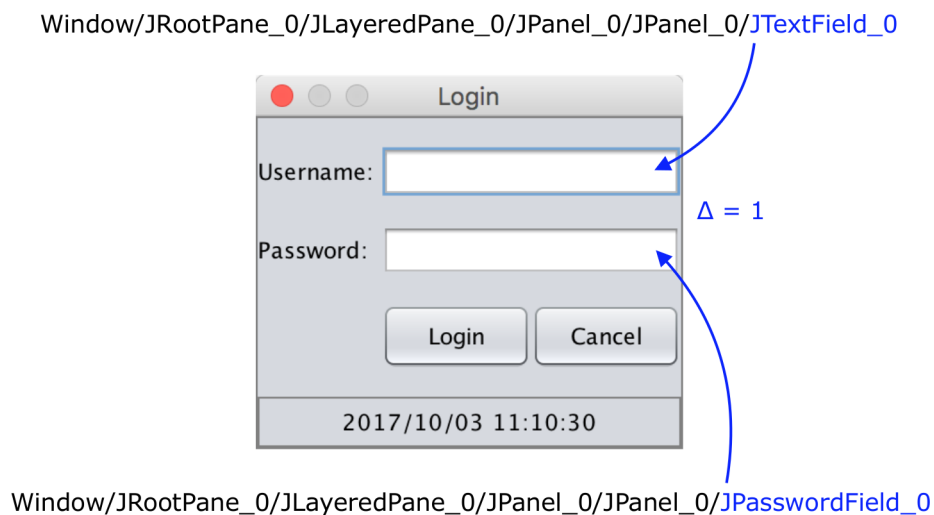 Window/JRootPane_0/JLayeredPane_0/JPanel_0/JPanel_0/JTextField_0
Login
Username:
Δ = 1
Password:
Login Cancel
2017/10/03 11:10:30
Window/JRootPane_0/JLayeredPane_0/JPanel_0/JPanel_0/JPasswordField_0